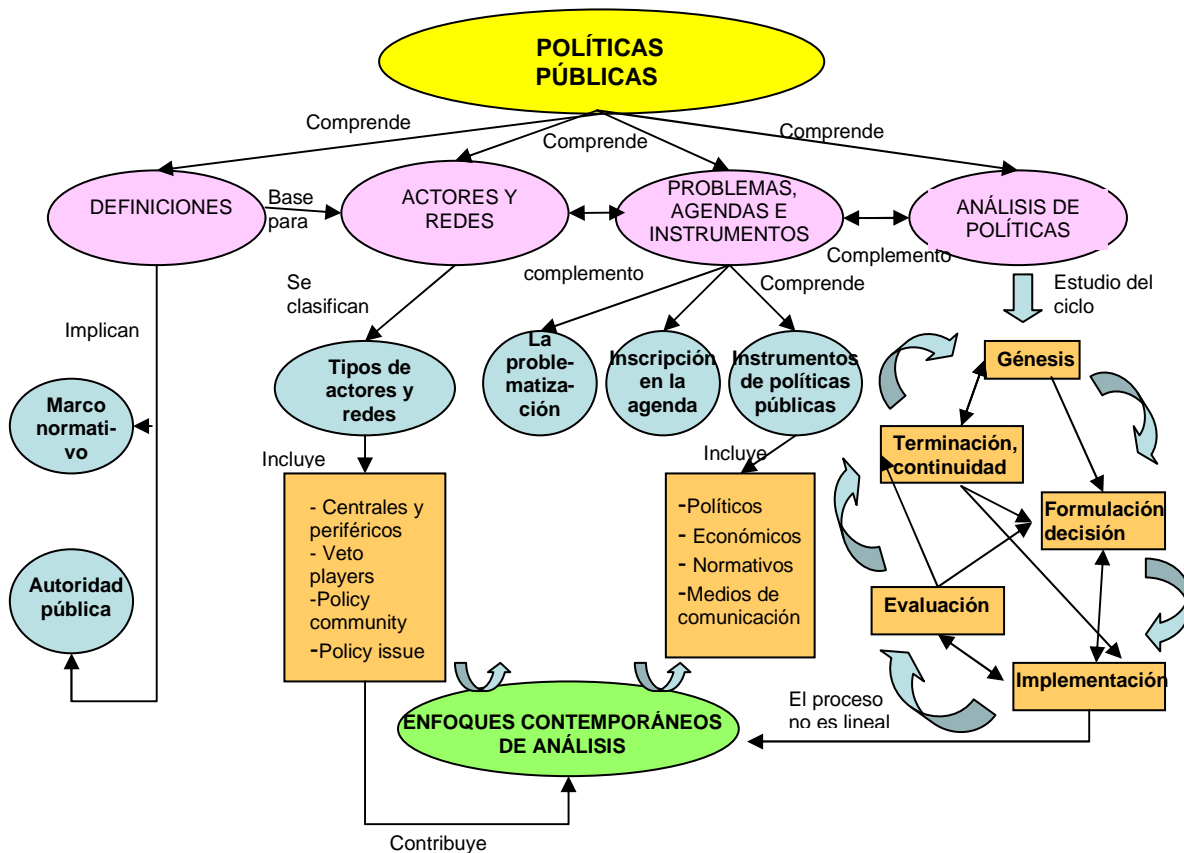 POLÍTICAS
PÚBLICAS
Comprende
Comprende
Comprende
DEFINICIONES
Base
para
ACTORES Y
REDES
PROBLEMAS,
AGENDAS E
INSTRUMENTOS
ANÁLISIS DE
POLÍTICAS
Implican
Se
clasifican
complemento
Comprende
Complemento
Estudio del
ciclo
Marco
normati-
vo
Autoridad
pública
Tipos de
actores y
redes
La
proble-
matiza-
ción
Inscripción
en la
agenda
Instrumentos
de políticas
públicas
Génesis
Terminación,
continuidad
Formulación
decisión
Evaluación
Implementación
Incluye
- Centrales y
periféricos
- Veto
players
-Policy
community
-Policy issue
Incluye
-Políticos
- Económicos
- Normativos
-Medios de
comunicación
El proceso
no es lineal
ENFOQUES CONTEMPORÁNEOS
DE ANÁLISIS
Contribuye